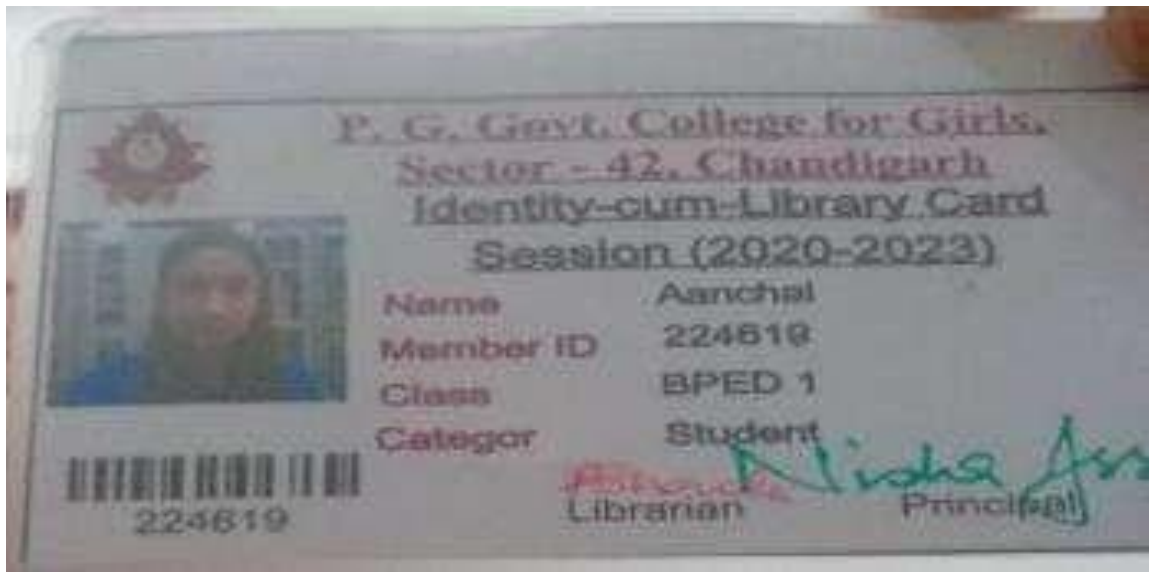 P. G. Govt. College for Girls,
Sector - 42, Chandigarh
Identity-cum-Library Card
Session (2020-2023)
Name Aanchal
Member ID 224619
Class BPED 1
Categor Student
224619
Nisha
Librarian Principal